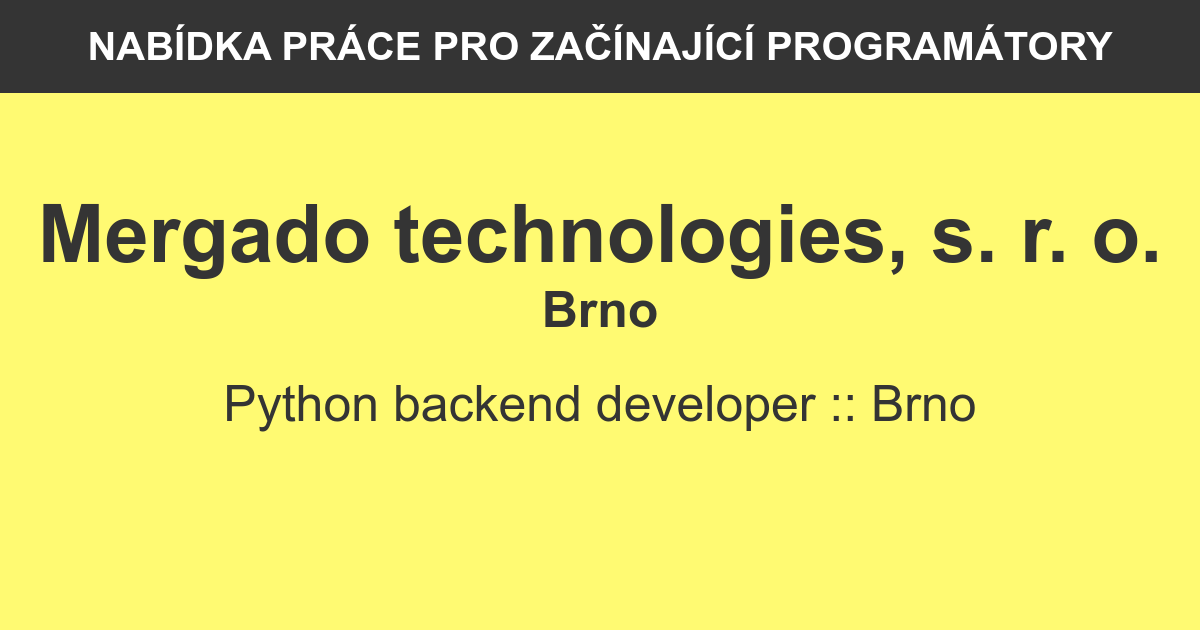 NABÍDKA PRÁCE PRO ZAČÍNAJÍCÍ PROGRAMÁTORY
Mergado technologies, s. r. o.
Brno
Python backend developer :: Brno